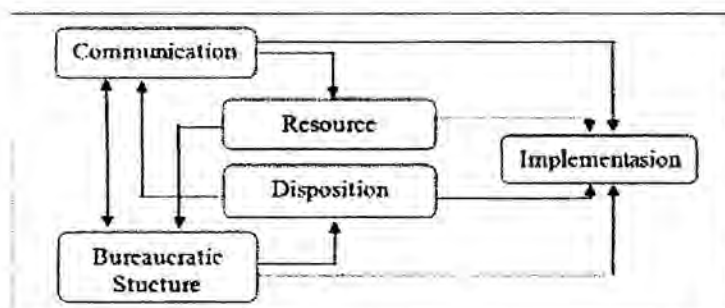 Communication
Resource
Implementasion
Disposition
Bureaucratic
Stucture